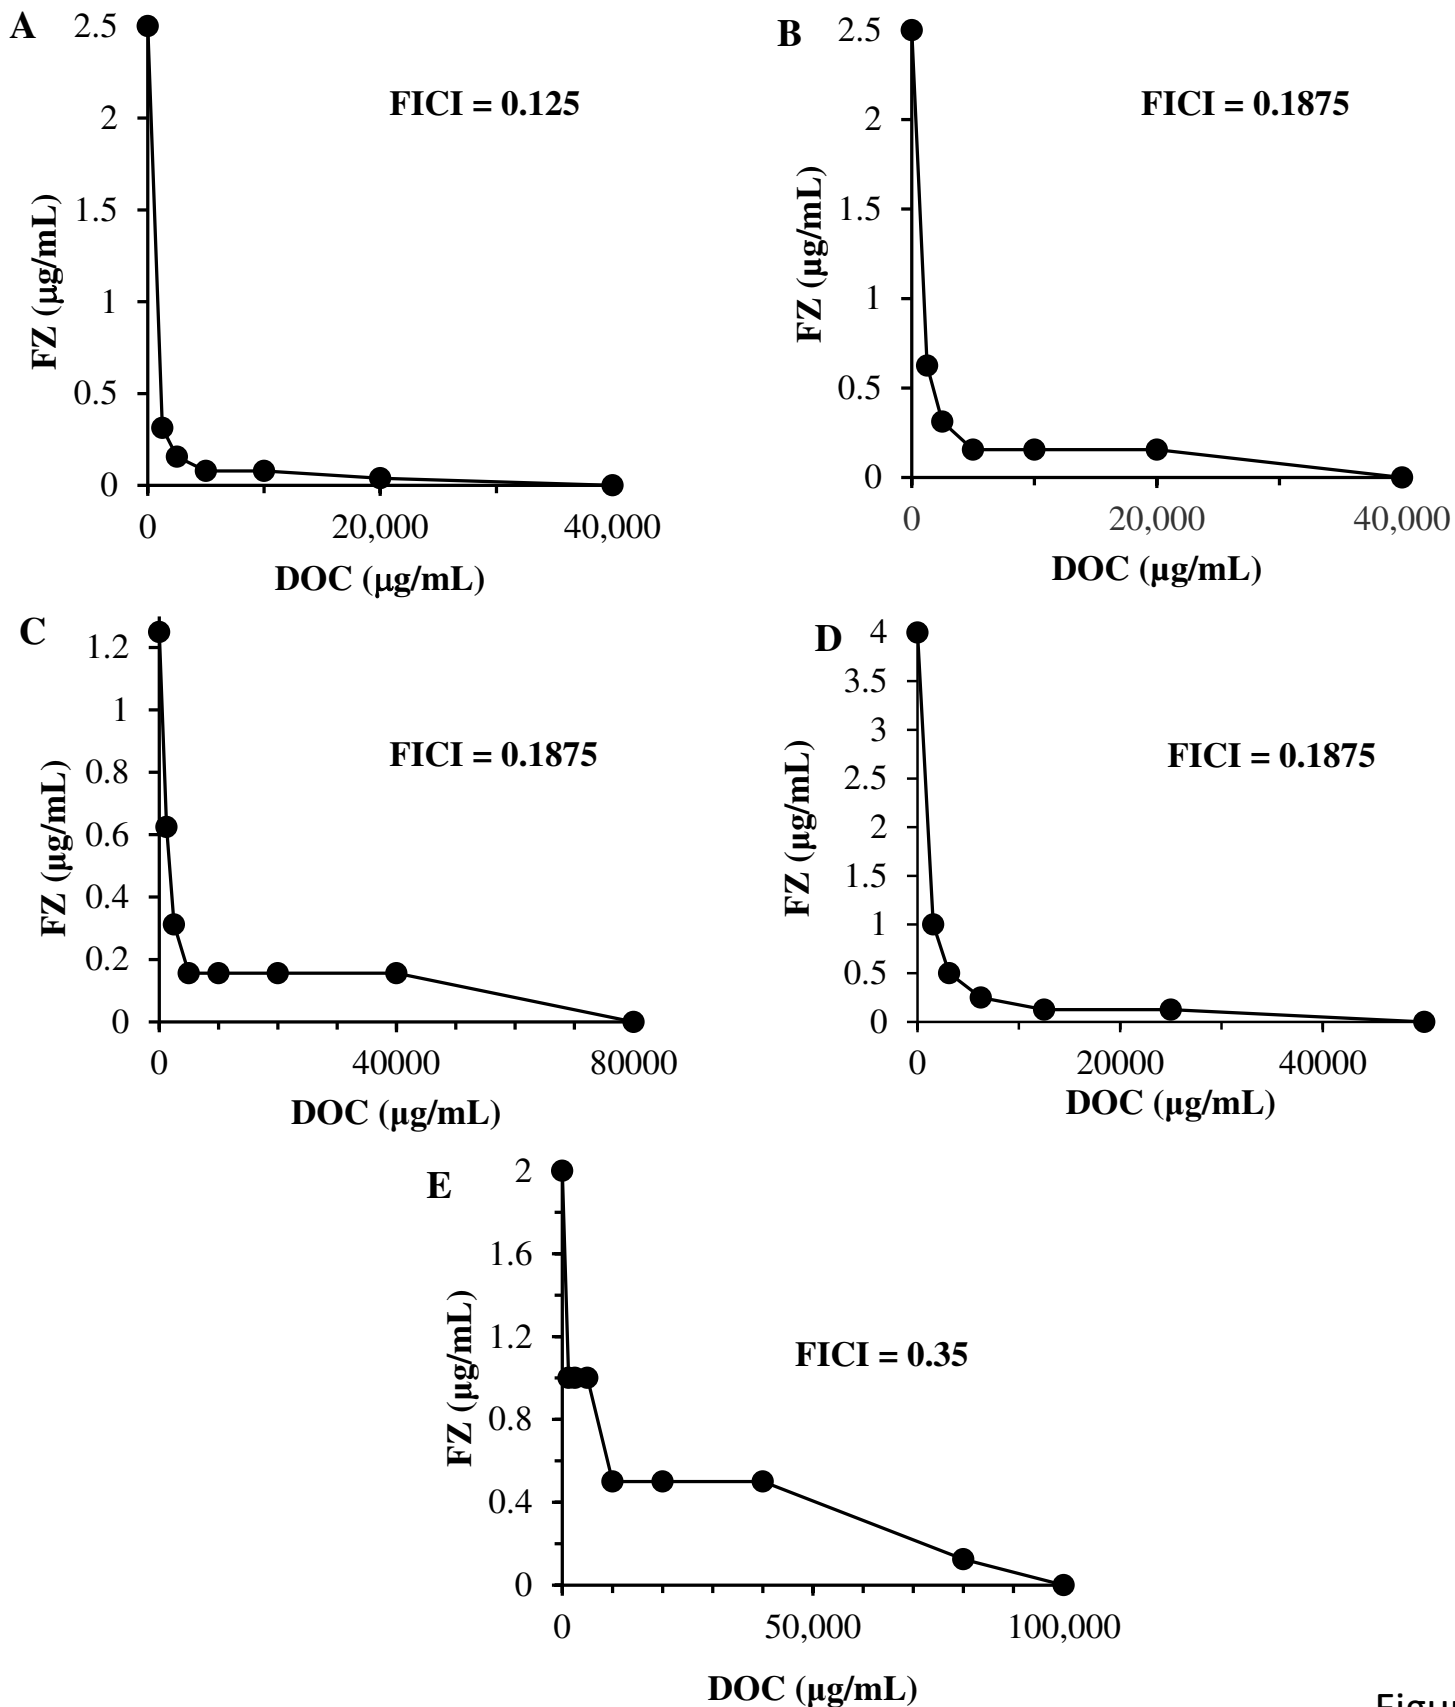 A
FICI = 0.125
FZ (µg/mL)
2.5
2
1.5
1
0.5
0
0
20,000
40,000
DOC (µg/mL)
B
FICI = 0.1875
FZ (µg/mL)
2.5
2
1.5
1
0.5
0
0
20,000
40,000
DOC (µg/mL)
C
FICI = 0.1875
FZ (µg/mL)
1.2
1
0.8
0.6
0.4
0.2
0
0
40000
80000
DOC (µg/mL)
D
FICI = 0.1875
FZ (µg/mL)
4
3.5
3
2.5
2
1.5
1
0.5
0
0
20000
40000
DOC (µg/mL)
E
FICI = 0.35
FZ (µg/mL)
2
1.6
1.2
0.8
0.4
0
0
50,000
100,000
DOC (µg/mL)